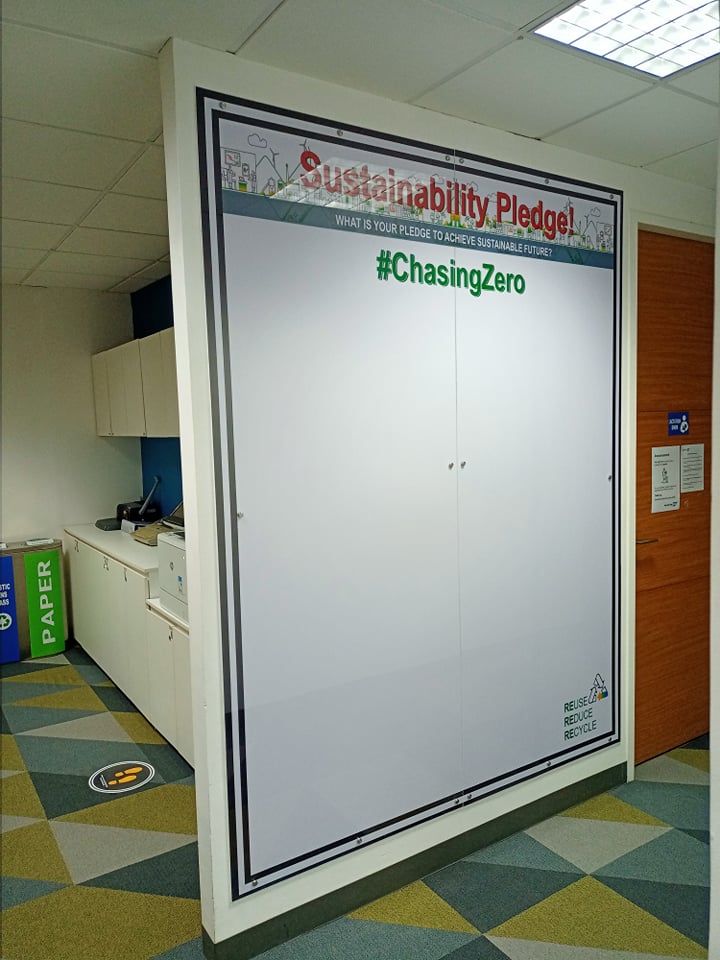 Sustainability Pledge!
WHAT IS YOUR PLEDGE TO ACHIEVE SUSTAINABLE FUTURE?
#ChasingZero
REUSE
REDUCE
RECYCLE
PAPER